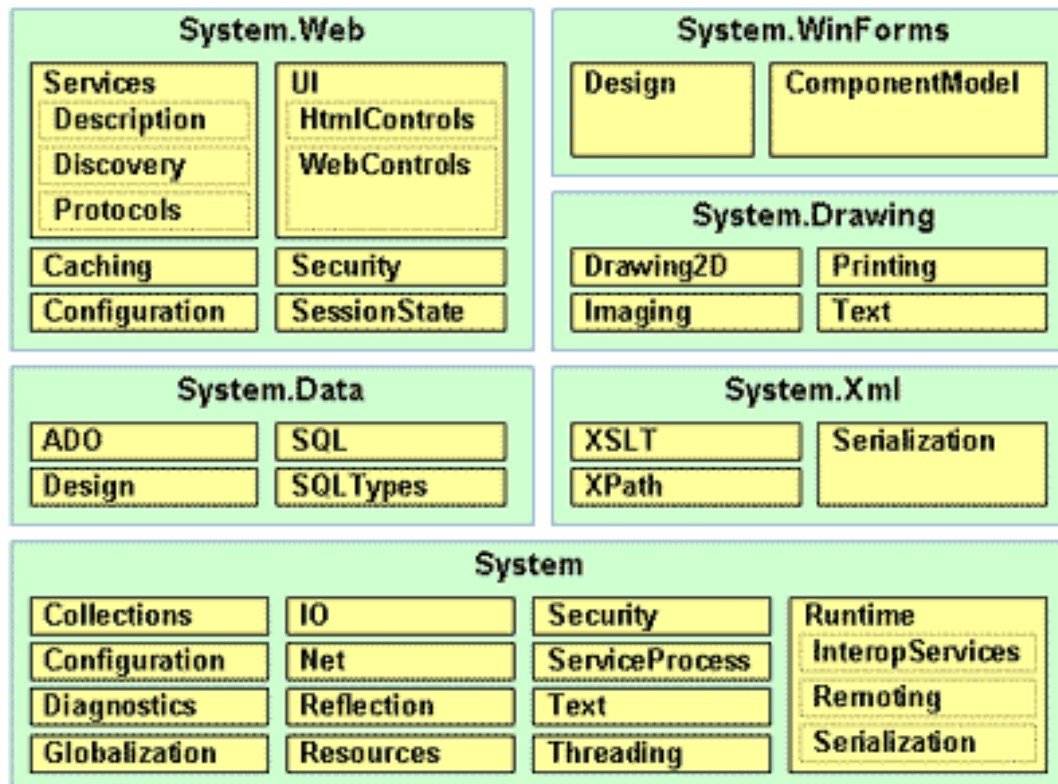 System.Web
Services
Description
Discovery
Protocols
UI
HtmlControls
WebControls
Caching
Security
Configuration
SessionState
System.WinForms
Design
ComponentModel
System.Drawing
Drawing2D
Printing
Imaging
Text
System.Data
ADO
SQL
Design
SQLTypes
System.Xml
XSLT
Serialization
XPath
System
Collections
IO
Security
Configuration
Net
ServiceProcess
Diagnostics
Reflection
Text
Globalization
Resources
Threading
Runtime
InteropServices
Remoting
Serialization